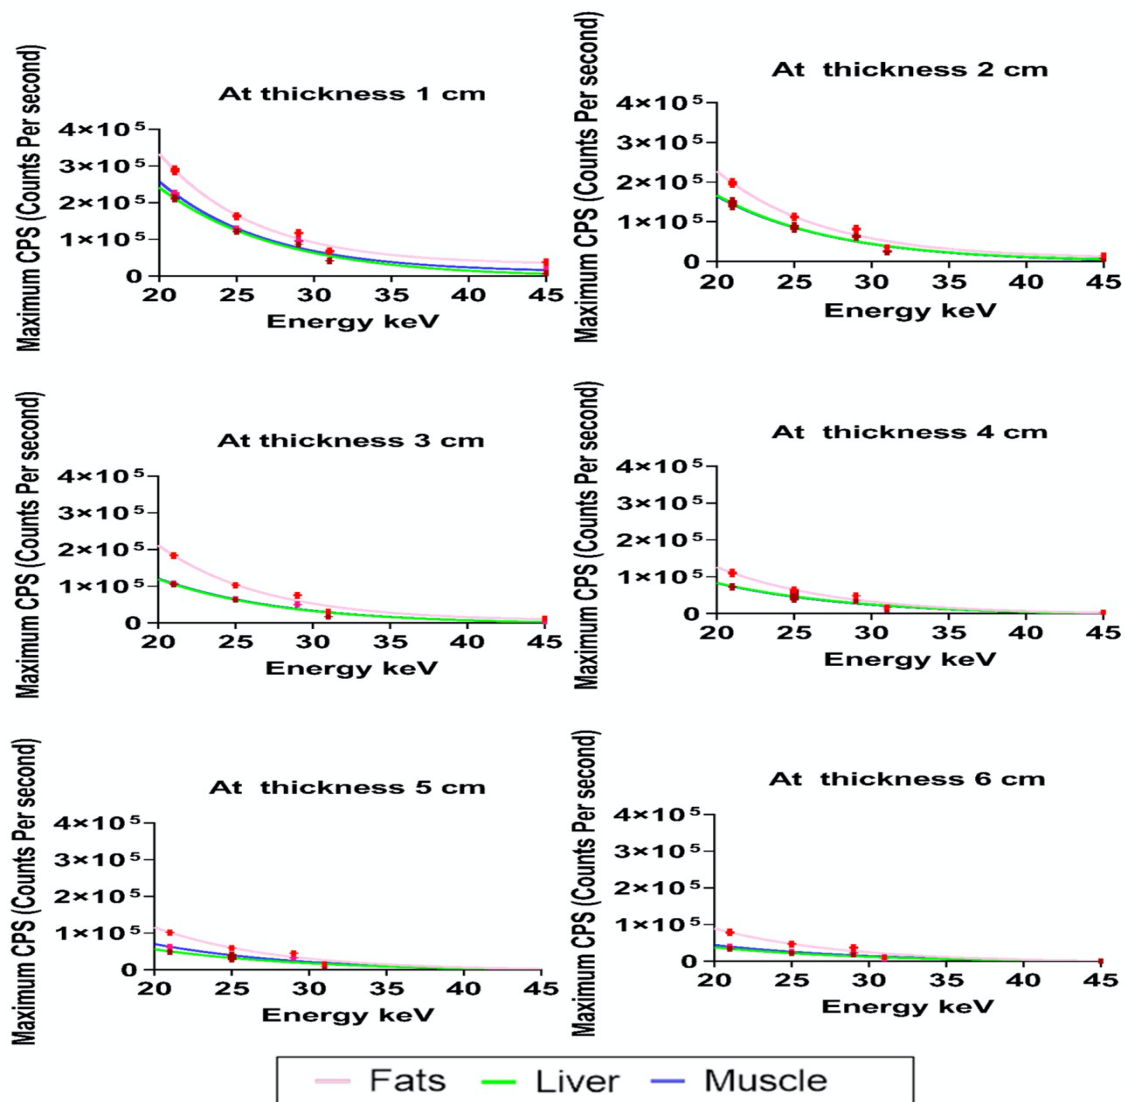 At thickness 1 cm
Maximum CPS (Counts Per second)
4×10⁵
3×10⁵
2×10⁵
1×10⁵
0
20 25 30 35 40 45
Energy keV
At thickness 2 cm
Maximum CPS (Counts Per second)
4×10⁵
3×10⁵
2×10⁵
1×10⁵
0
20 25 30 35 40 45
Energy keV
At thickness 3 cm
Maximum CPS (Counts Per second)
4×10⁵
3×10⁵
2×10⁵
1×10⁵
0
20 25 30 35 40 45
Energy keV
At thickness 4 cm
Maximum CPS (Counts Per second)
4×10⁵
3×10⁵
2×10⁵
1×10⁵
0
20 25 30 35 40 45
Energy keV
At thickness 5 cm
Maximum CPS (Counts Per second)
4×10⁵
3×10⁵
2×10⁵
1×10⁵
0
20 25 30 35 40 45
Energy keV
At thickness 6 cm
Maximum CPS (Counts Per second)
4×10⁵
3×10⁵
2×10⁵
1×10⁵
0
20 25 30 35 40 45
Energy keV
Fats Liver Muscle